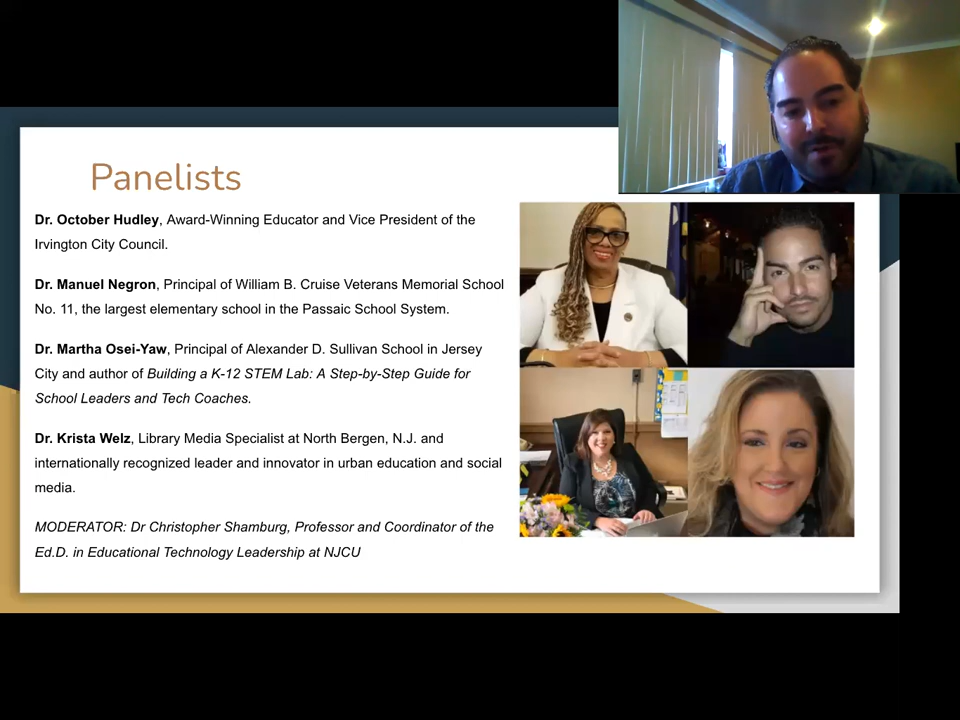 Panelists
Dr. October Hudley, Award-Winning Educator and Vice President of the
Irvington City Council.
Dr. Manuel Negron, Principal of William B. Cruise Veterans Memorial School
No. 11, the largest elementary school in the Passaic School System.
Dr. Martha Osei-Yaw, Principal of Alexander D. Sullivan School in Jersey
City and author of Building a K-12 STEM Lab: A Step-by-Step Guide for
School Leaders and Tech Coaches.
Dr. Krista Welz, Library Media Specialist at North Bergen, N.J. and
internationally recognized leader and innovator in urban education and social
media.
MODERATOR: Dr Christopher Shamburg, Professor and Coordinator of the
Ed.D. in Educational Technology Leadership at NJCU